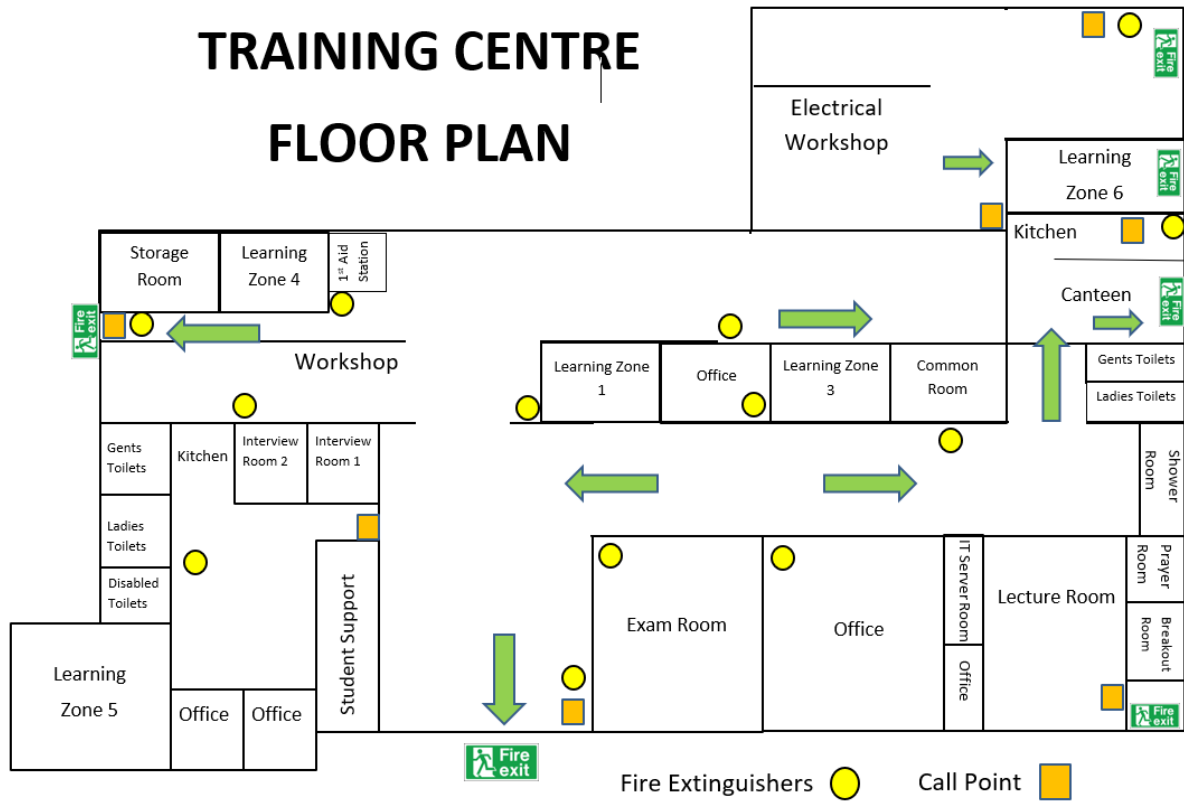 TRAINING CENTRE
FLOOR PLAN
Fire
exit
Electrical
Workshop
Learning
Zone 6
Fire
exit
Kitchen
Storage
Room
Learning
Zone 4
1st Aid
Station
Canteen
Fire
exit
Fire
exit
Workshop
Learning Zone
1
Office
Learning Zone
3
Common
Room
Gents Toilets
Ladies Toilets
Gents
Toilets
Kitchen
Interview
Room 2
Interview
Room 1
Shower
Room
Ladies
Toilets
Disabled
Toilets
Student Support
Exam Room
Office
IT Server Room
Office
Lecture Room
Prayer
Room
Breakout
Room
Learning
Zone 5
Office
Office
Fire
exit
Fire
exit
Fire Extinguishers
Call Point